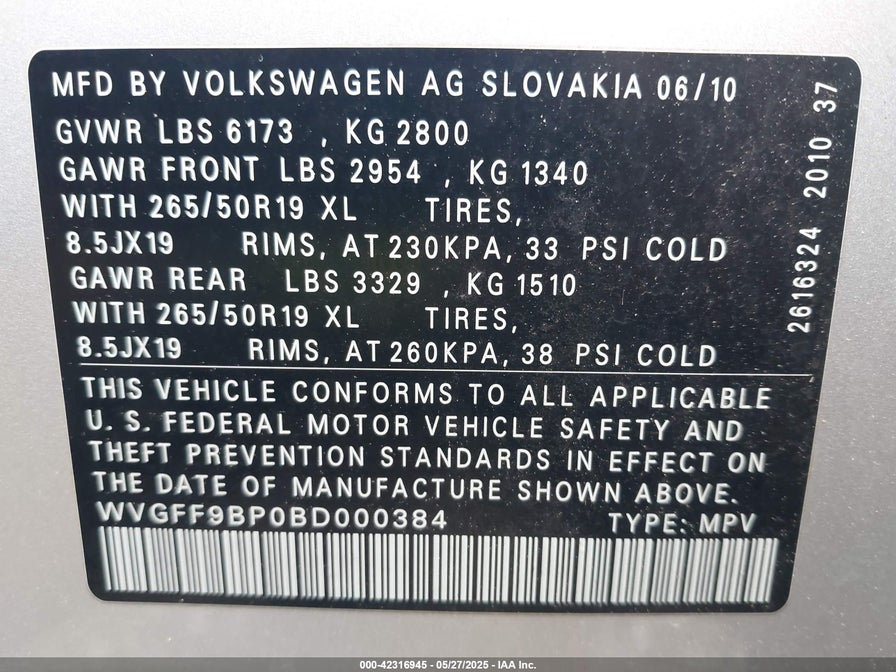 MFD BY VOLKSWAGEN AG SLOVAKIA 06/10
GVWR LBS 6173 , KG 2800
GAWR FRONT LBS 2954 , KG 1340
WITH 265/50R19 XL TIRES,
8.5JX19 RIMS, AT 230KPA, 33 PSI COLD
GAWR REAR LBS 3329 , KG 1510
WITH 265/50R19 XL TIRES,
8.5JX19 RIMS, AT 260KPA, 38 PSI COLD
THIS VEHICLE CONFORMS TO ALL APPLICABLE
U. S. FEDERAL MOTOR VEHICLE SAFETY AND
THEFT PREVENTION STANDARDS IN EFFECT ON
THE DATE OF MANUFACTURE SHOWN ABOVE.
WVGFF9BP0BD000384 TYPE: MPV
2616324 2010 37
000-42316945 - 05/27/2025 - IAA Inc.